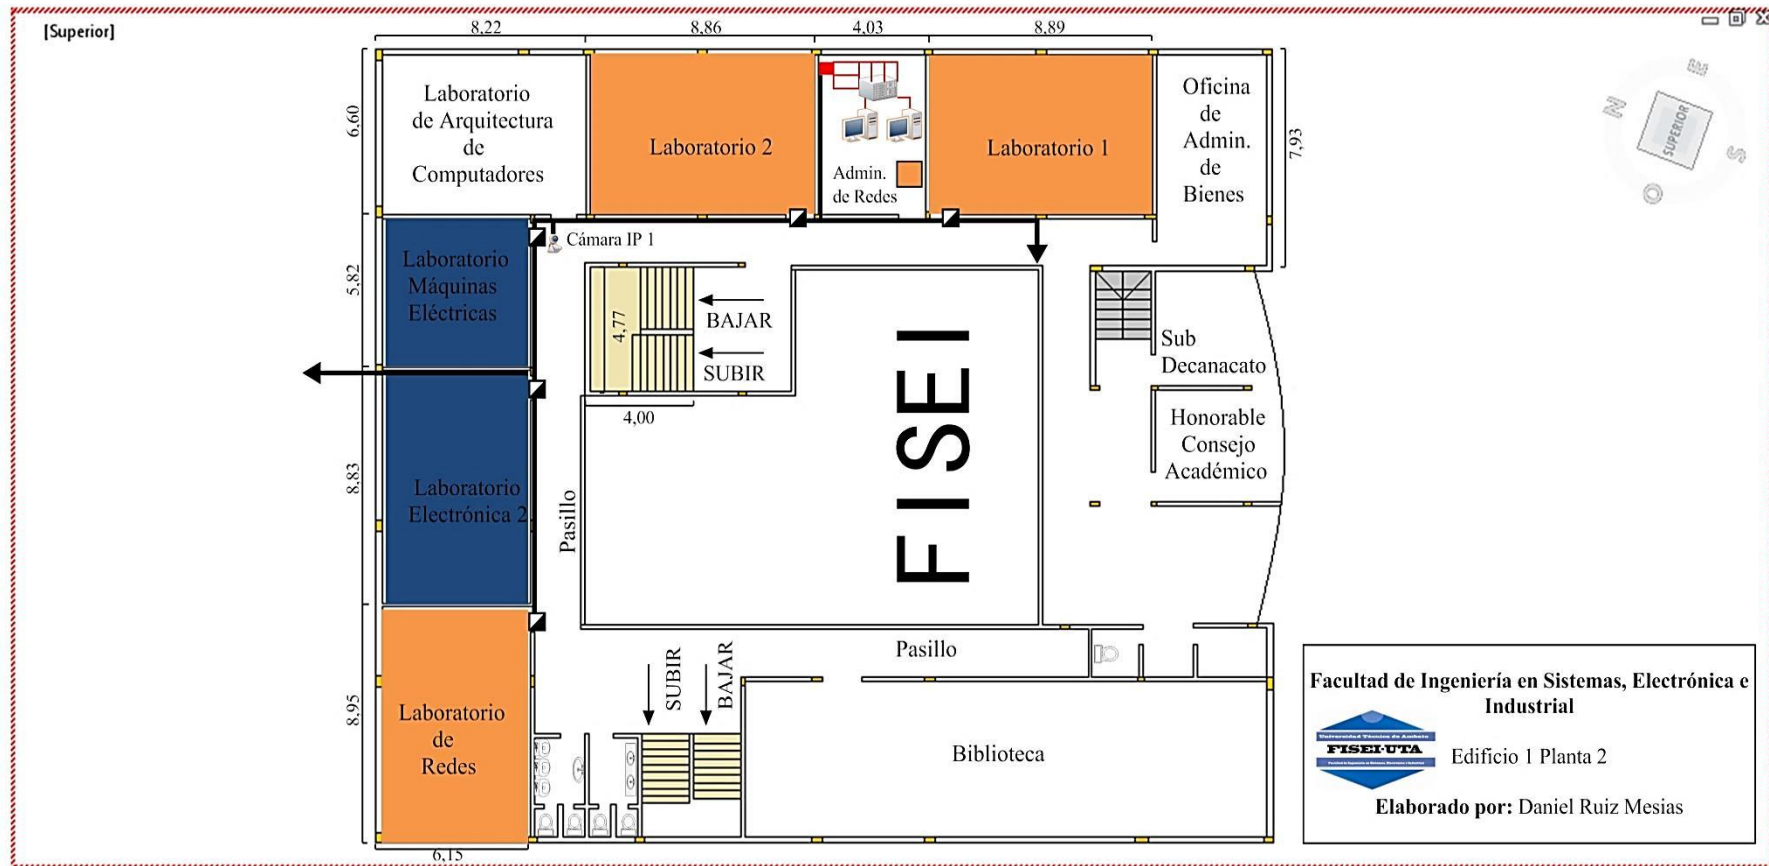 [Superior]
8,22
8,86
4,03
8,89
6,60
5,82
8,83
8,95
7,93
Laboratorio
de Arquitectura
de
Computadores
Laboratorio 2
Admin.
de Redes
Laboratorio 1
Oficina
de
Admin.
de
Bienes
N
E
S
O
SUPERIOR
Cámara IP 1
Laboratorio
Máquinas
Eléctricas
4,77
BAJAR
SUBIR
4,00
FISEI
Sub
Decanacato
Honorable
Consejo
Académico
Laboratorio
Electrónica 2
Pasillo
Pasillo
SUBIR
BAJAR
Laboratorio
de
Redes
6,15
Biblioteca
Facultad de Ingeniería en Sistemas, Electrónica e
Industrial
Universidad Técnica de Ambato
FISEI-UTA
Edificio 1 Planta 2
Elaborado por: Daniel Ruiz Mesias